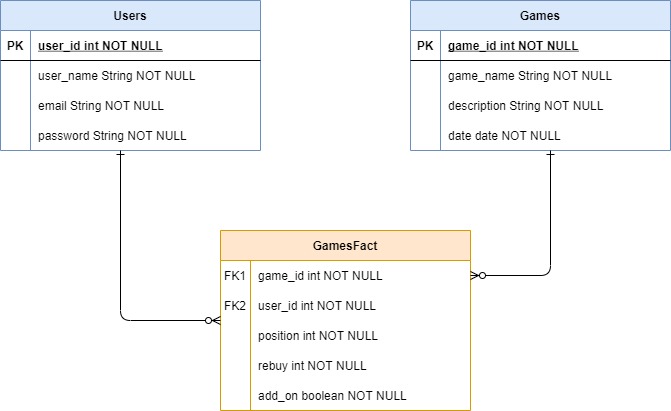 Users
PK user_id int NOT NULL
user_name String NOT NULL
email String NOT NULL
password String NOT NULL
Games
PK game_id int NOT NULL
game_name String NOT NULL
description String NOT NULL
date date NOT NULL
GamesFact
FK1 game_id int NOT NULL
FK2 user_id int NOT NULL
position int NOT NULL
rebuy int NOT NULL
add_on boolean NOT NULL